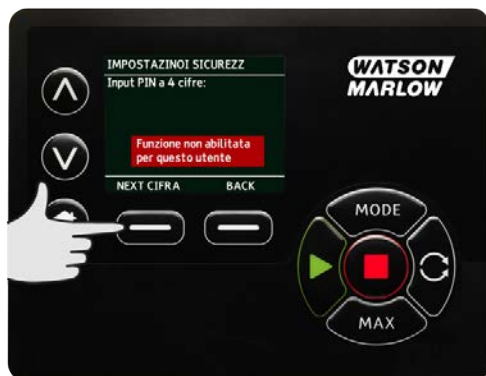 IMPOSTAZINOI SICUREZZ
Input PIN a 4 cifre:
Funzione non abilitata
per questo utente
NEXT CIFRA BACK
WATSON
MARLOW
MODE
MAX